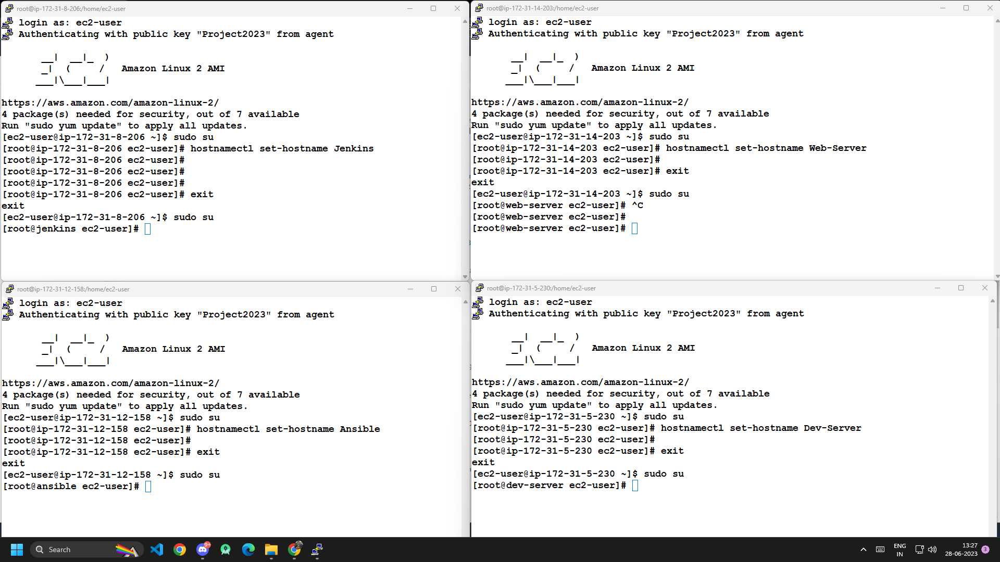 root@ip-172-31-8-206:/home/ec2-user
login as: ec2-user
Authenticating with public key "Project2023" from agent
       __|  __|_  )
       _|  (     /   Amazon Linux 2 AMI
      ___|\___|___|
https://aws.amazon.com/amazon-linux-2/
4 package(s) needed for security, out of 7 available
Run "sudo yum update" to apply all updates.
[ec2-user@ip-172-31-8-206 ~]$ sudo su
[root@ip-172-31-8-206 ec2-user]# hostnamectl set-hostname Jenkins
[root@ip-172-31-8-206 ec2-user]#
[root@ip-172-31-8-206 ec2-user]#
[root@ip-172-31-8-206 ec2-user]#
[root@ip-172-31-8-206 ec2-user]# exit
exit
[ec2-user@ip-172-31-8-206 ~]$ sudo su
[root@jenkins ec2-user]#
root@ip-172-31-14-203:/home/ec2-user
login as: ec2-user
Authenticating with public key "Project2023" from agent
       __|  __|_  )
       _|  (     /   Amazon Linux 2 AMI
      ___|\___|___|
https://aws.amazon.com/amazon-linux-2/
4 package(s) needed for security, out of 7 available
Run "sudo yum update" to apply all updates.
[ec2-user@ip-172-31-14-203 ~]$ sudo su
[root@ip-172-31-14-203 ec2-user]# hostnamectl set-hostname Web-Server
[root@ip-172-31-14-203 ec2-user]#
[root@ip-172-31-14-203 ec2-user]# exit
exit
[ec2-user@ip-172-31-14-203 ~]$ sudo su
[root@web-server ec2-user]# ^C
[root@web-server ec2-user]#
[root@web-server ec2-user]#
root@ip-172-31-12-158:/home/ec2-user
login as: ec2-user
Authenticating with public key "Project2023" from agent
       __|  __|_  )
       _|  (     /   Amazon Linux 2 AMI
      ___|\___|___|
https://aws.amazon.com/amazon-linux-2/
4 package(s) needed for security, out of 7 available
Run "sudo yum update" to apply all updates.
[ec2-user@ip-172-31-12-158 ~]$ sudo su
[root@ip-172-31-12-158 ec2-user]# hostnamectl set-hostname Ansible
[root@ip-172-31-12-158 ec2-user]#
[root@ip-172-31-12-158 ec2-user]# exit
exit
[ec2-user@ip-172-31-12-158 ~]$ sudo su
[root@ansible ec2-user]#
root@ip-172-31-5-230:/home/ec2-user
login as: ec2-user
Authenticating with public key "Project2023" from agent
       __|  __|_  )
       _|  (     /   Amazon Linux 2 AMI
      ___|\___|___|
https://aws.amazon.com/amazon-linux-2/
4 package(s) needed for security, out of 7 available
Run "sudo yum update" to apply all updates.
[ec2-user@ip-172-31-5-230 ~]$ sudo su
[root@ip-172-31-5-230 ec2-user]# hostnamectl set-hostname Dev-Server
[root@ip-172-31-5-230 ec2-user]#
[root@ip-172-31-5-230 ec2-user]# exit
exit
[ec2-user@ip-172-31-5-230 ~]$ sudo su
[root@dev-server ec2-user]#
Search
9+
ENG
IN
13:27
28-06-2023
3